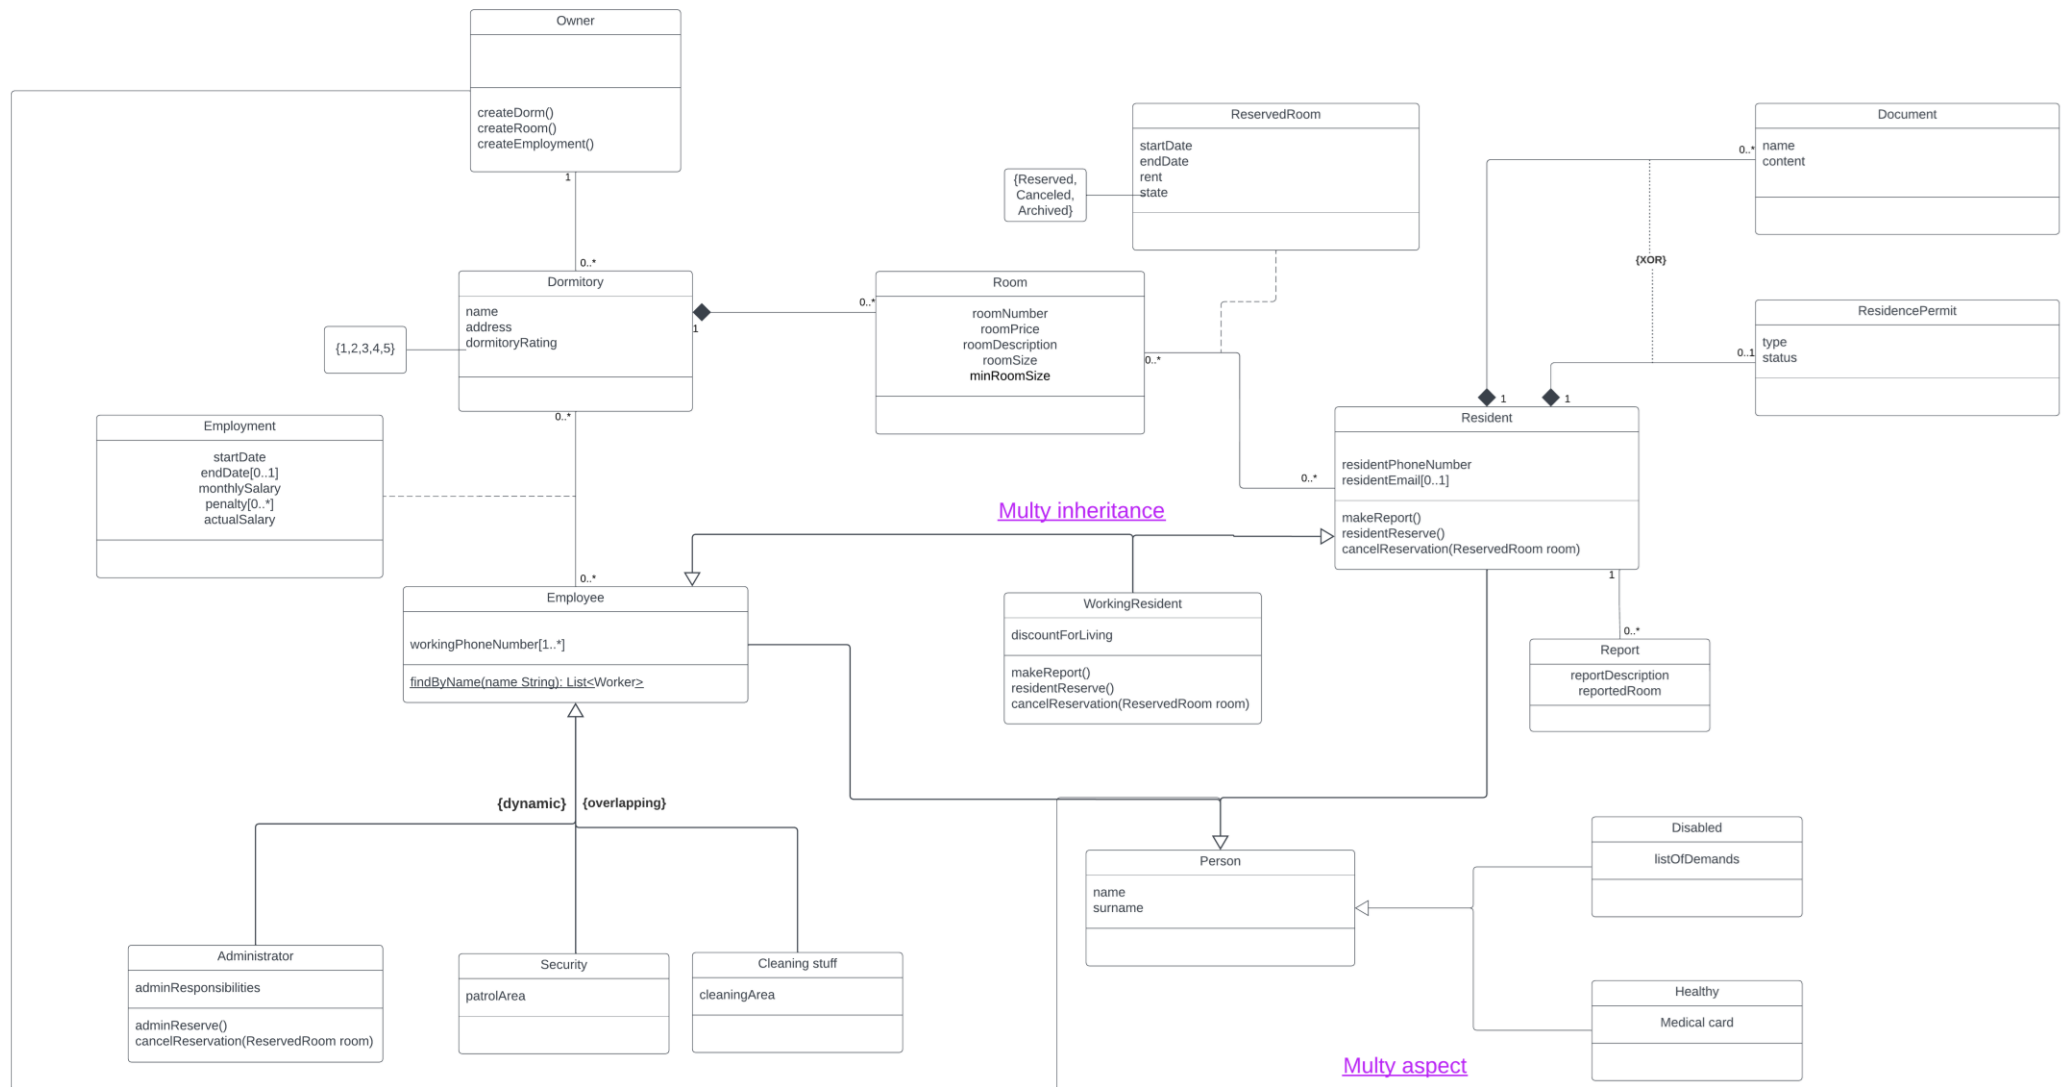 Owner
createDorm()
createRoom()
createEmployment()
1
0..*
Dormitory
name
address
dormitoryRating
{1,2,3,4,5}
1
0..*
0..*
Room
roomNumber
roomPrice
roomDescription
roomSize
minRoomSize
0..*
ReservedRoom
startDate
endDate
rent
state
{Reserved,
Canceled,
Archived}
Document
name
content
0..*
{XOR}
ResidencePermit
type
status
0..1
1
1
Resident
residentPhoneNumber
residentEmail[0..1]
makeReport()
residentReserve()
cancelReservation(ReservedRoom room)
0..*
1
0..*
Report
reportDescription
reportedRoom
Employment
startDate
endDate[0..1]
monthlySalary
penalty[0..*]
actualSalary
0..*
Employee
workingPhoneNumber[1..*]
findByName(name String): List<Worker>
Multy inheritance
WorkingResident
discountForLiving
makeReport()
residentReserve()
cancelReservation(ReservedRoom room)
{dynamic}
{overlapping}
Administrator
adminResponsibilities
adminReserve()
cancelReservation(ReservedRoom room)
Security
patrolArea
Cleaning stuff
cleaningArea
Person
name
surname
Disabled
listOfDemands
Healthy
Medical card
Multy aspect